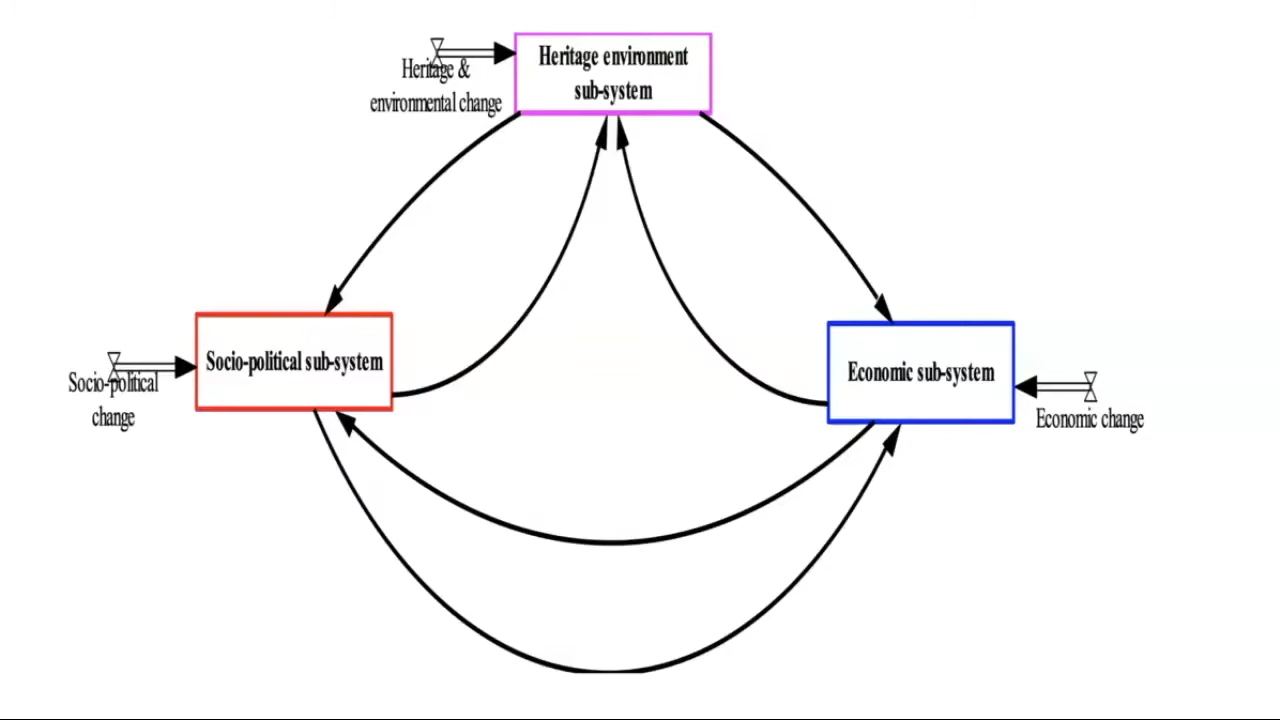 Heritage environment
sub-system
Heritage &
environmental change
Socio-political sub-system
Socio-political
change
Economic sub-system
Economic change